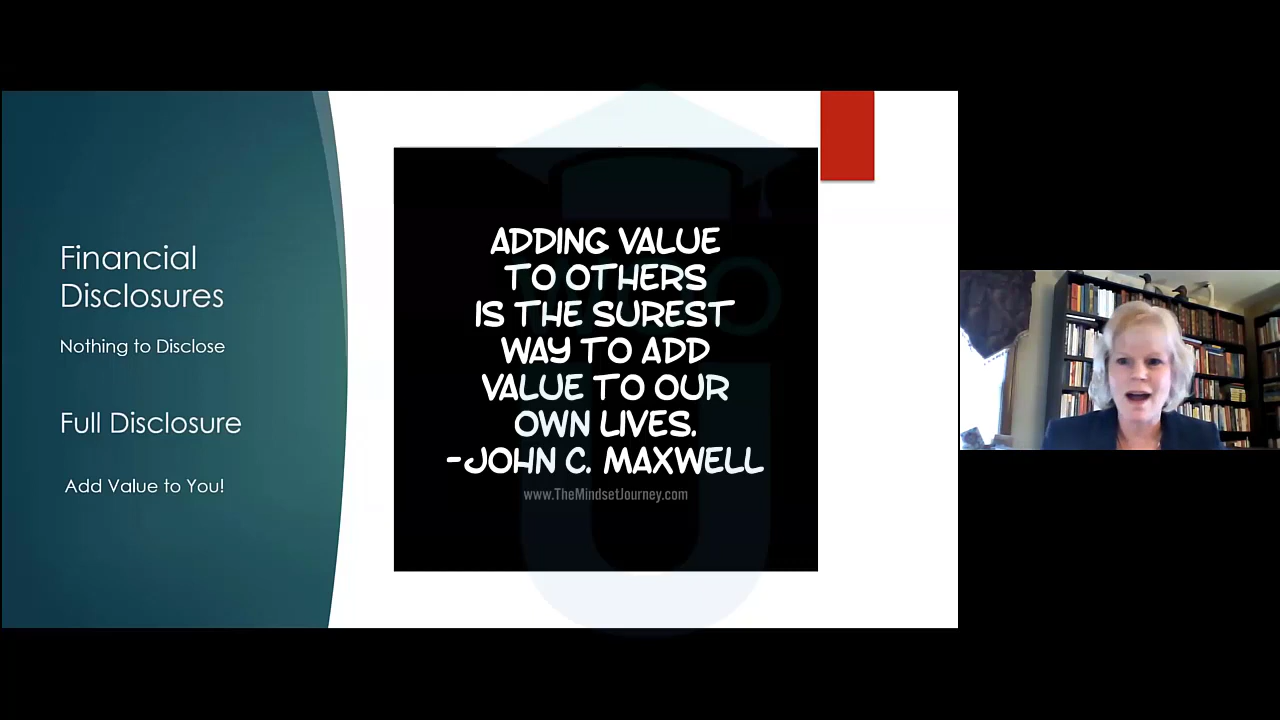 Financial
Disclosures
Nothing to Disclose
Full Disclosure
Add Value to You!
ADDING VALUE
TO OTHERS
IS THE SUREST
WAY TO ADD
VALUE TO OUR
OWN LIVES.
-JOHN C. MAXWELL
www.TheMindsetJourney.com